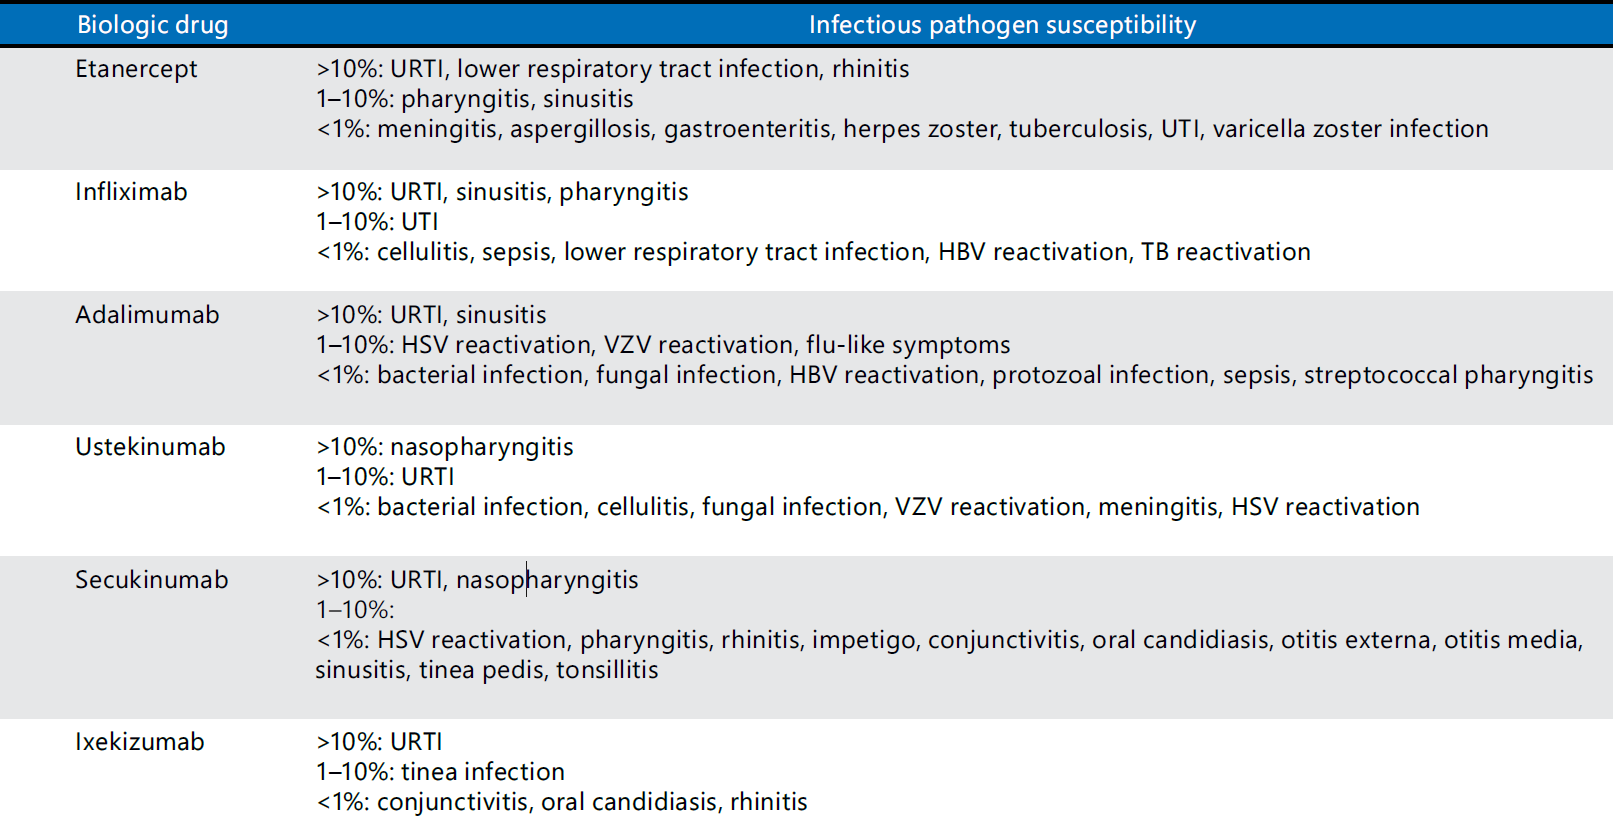 Biologic drug Infectious pathogen susceptibility
Etanercept >10%: URTI, lower respiratory tract infection, rhinitis
1–10%: pharyngitis, sinusitis
<1%: meningitis, aspergillosis, gastroenteritis, herpes zoster, tuberculosis, UTI, varicella zoster infection
Infliximab >10%: URTI, sinusitis, pharyngitis
1–10%: UTI
<1%: cellulitis, sepsis, lower respiratory tract infection, HBV reactivation, TB reactivation
Adalimumab >10%: URTI, sinusitis
1–10%: HSV reactivation, VZV reactivation, flu-like symptoms
<1%: bacterial infection, fungal infection, HBV reactivation, protozoal infection, sepsis, streptococcal pharyngitis
Ustekinumab >10%: nasopharyngitis
1–10%: URTI
<1%: bacterial infection, cellulitis, fungal infection, VZV reactivation, meningitis, HSV reactivation
Secukinumab >10%: URTI, nasopharyngitis
1–10%:
<1%: HSV reactivation, pharyngitis, rhinitis, impetigo, conjunctivitis, oral candidiasis, otitis externa, otitis media,
sinusitis, tinea pedis, tonsillitis
Ixekizumab >10%: URTI
1–10%: tinea infection
<1%: conjunctivitis, oral candidiasis, rhinitis